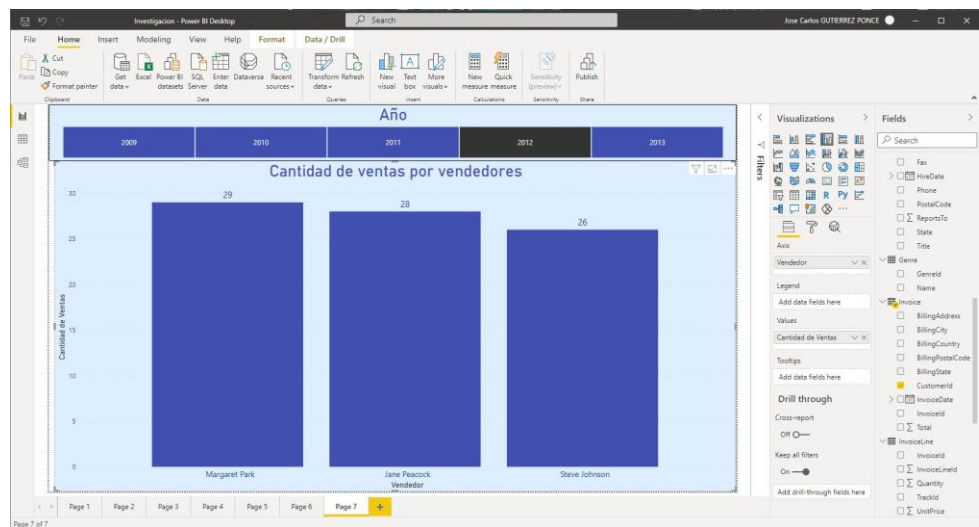 Investigacion - Power BI Desktop
Search
Jose Carlos GUTIERREZ PONCE
File Home Insert Modeling View Help Format Data / Drill
Paste
Cut
Copy
Format painter
Clipboard
Get data
Excel
Power BI datasets
SQL Server
Enter data
Dataverse
Recent sources
Data
Transform data
Refresh
Queries
New visual
Text box
More visuals
Insert
New measure
Quick measure
Calculations
Sensitivity (preview)
Sensitivity
Publish
Share
Año
2009 2010 2011 2012 2013
Cantidad de ventas por vendedores
Cantidad de Ventas
30
25
20
15
10
5
0
29
28
26
Margaret Park
Jane Peacock
Steve Johnson
Vendedor
Filters
Visualizations
R Py
Axis
Vendedor
Legend
Add data fields here
Values
Cantidad de Ventas
Tooltips
Add data fields here
Drill through
Cross-report
Off
Keep all filters
On
Add drill-through fields here
Fields
Search
Fax
HireDate
Phone
PostalCode
ReportsTo
State
Title
Genre
GenreId
Name
Invoice
BillingAddress
BillingCity
BillingCountry
BillingPostalCode
BillingState
CustomerId
InvoiceDate
InvoiceId
Total
InvoiceLine
InvoiceId
InvoiceLineId
Quantity
TrackId
UnitPrice
Page 1 Page 2 Page 3 Page 4 Page 5 Page 6 Page 7 +
Page 7 of 7